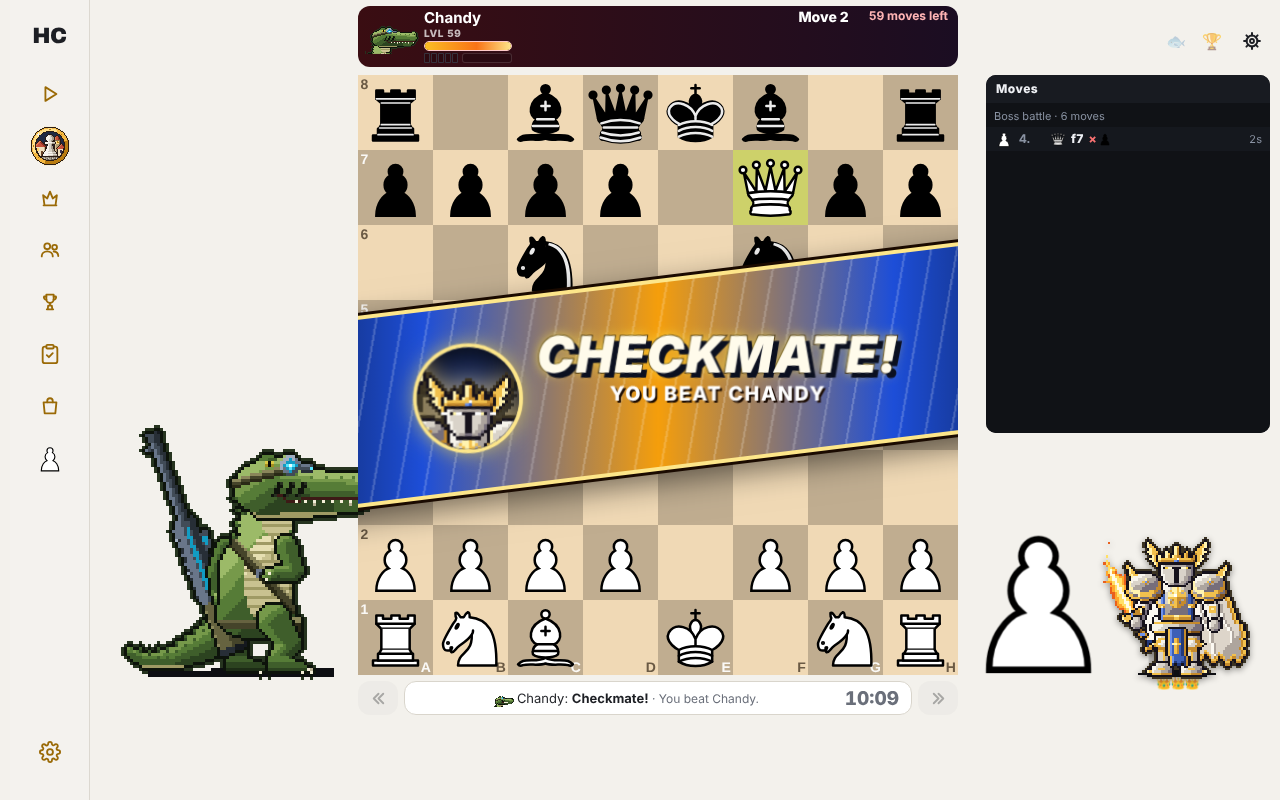 HC
Chandy
LVL 59
Move 2
59 moves left
Moves
Boss battle · 6 moves
4. f7 × 2s
8
7
6
5
CHECKMATE!
YOU BEAT CHANDY
2
1
A B C D E F G H
Chandy: Checkmate! · You beat Chandy.
10:09